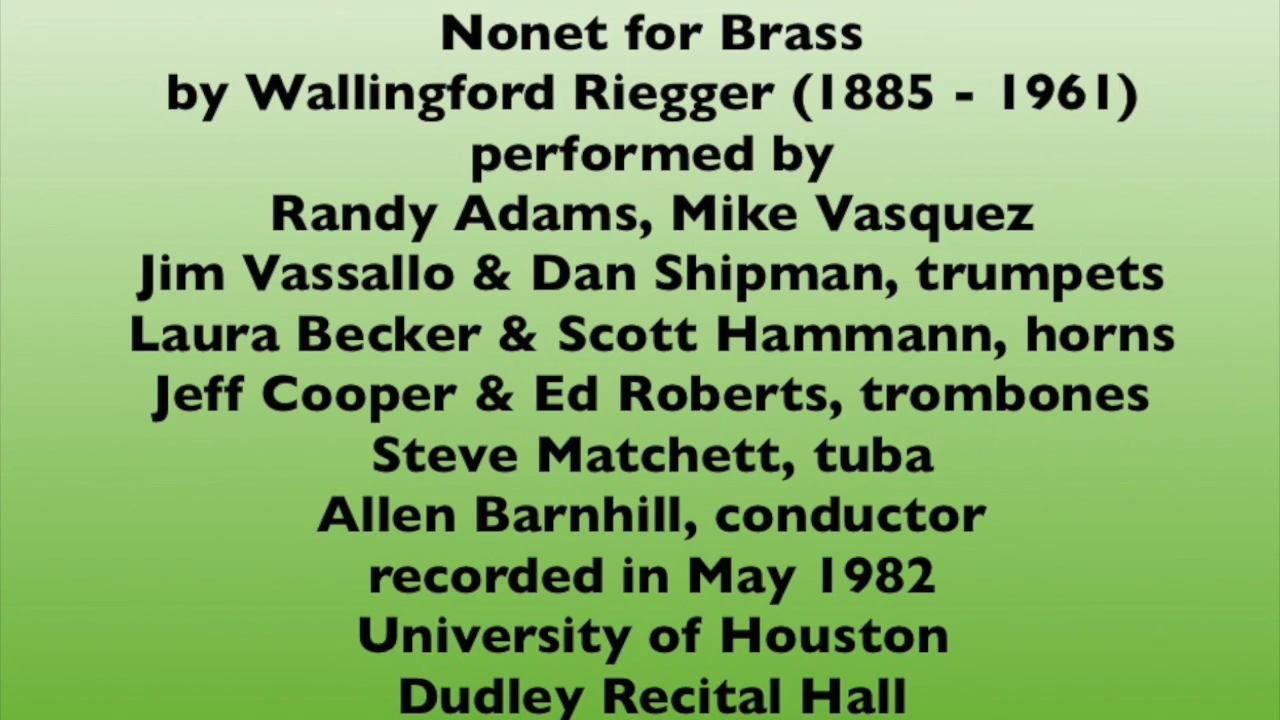 Nonet for Brass
by Wallingford Riegger (1885 - 1961)
performed by
Randy Adams, Mike Vasquez
Jim Vassallo & Dan Shipman, trumpets
Laura Becker & Scott Hammann, horns
Jeff Cooper & Ed Roberts, trombones
Steve Matchett, tuba
Allen Barnhill, conductor
recorded in May 1982
University of Houston
Dudley Recital Hall